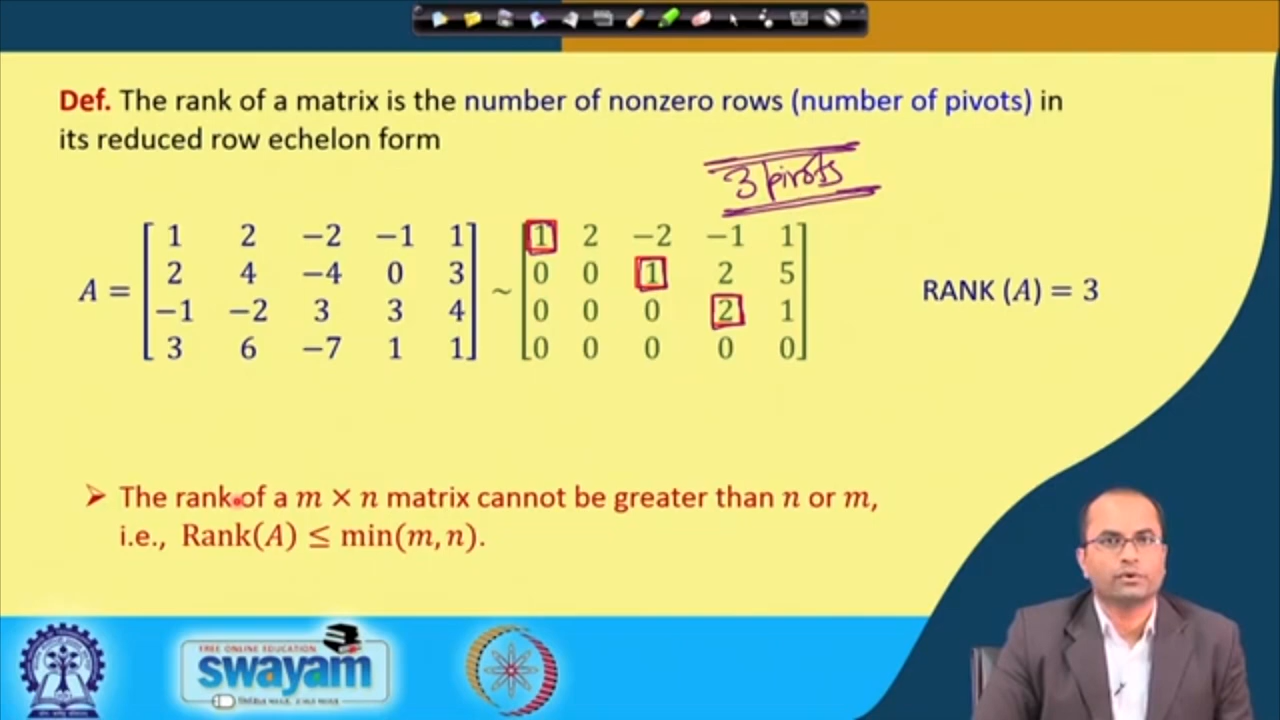 Def. The rank of a matrix is the number of nonzero rows (number of pivots) in
its reduced row echelon form
3 pivots
A = [1 2 −2 −1 1; 2 4 −4 0 3; −1 −2 3 3 4; 3 6 −7 1 1] ~ [1 2 −2 −1 1; 0 0 1 2 5; 0 0 0 2 1; 0 0 0 0 0] RANK (A) = 3
➢ The rank of a m × n matrix cannot be greater than n or m,
i.e., Rank(A) ≤ min(m, n).
FREE ONLINE EDUCATION
swayam